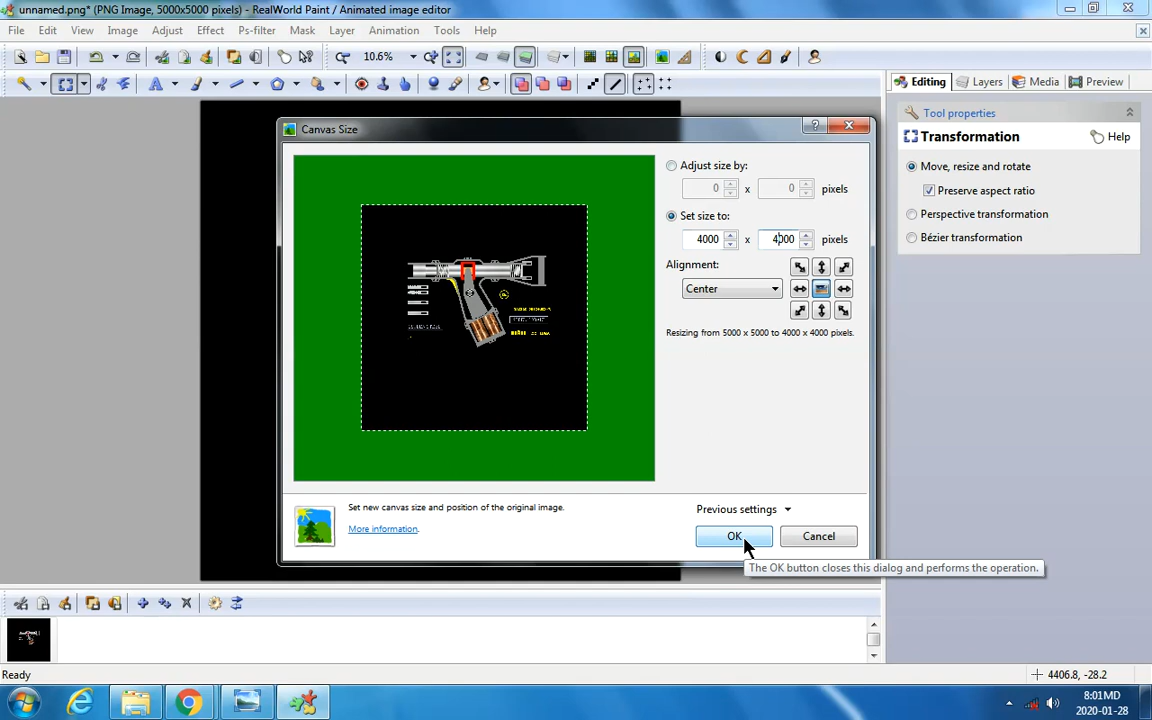 unnamed.png* (PNG Image, 5000x5000 pixels) - RealWorld Paint / Animated image editor
File Edit View Image Adjust Effect Ps-filter Mask Layer Animation Tools Help
10.6%
Editing Layers Media Preview
Tool properties
Transformation Help
Move, resize and rotate
Preserve aspect ratio
Perspective transformation
Bézier transformation
Canvas Size
Adjust size by:
0 x 0 pixels
Set size to:
4000 x 4000 pixels
Alignment:
Center
Resizing from 5000 x 5000 to 4000 x 4000 pixels.
Set new canvas size and position of the original image.
More information.
Previous settings
OK Cancel
The OK button closes this dialog and performs the operation.
Ready
4406.8, -28.2
8:01MD
2020-01-28